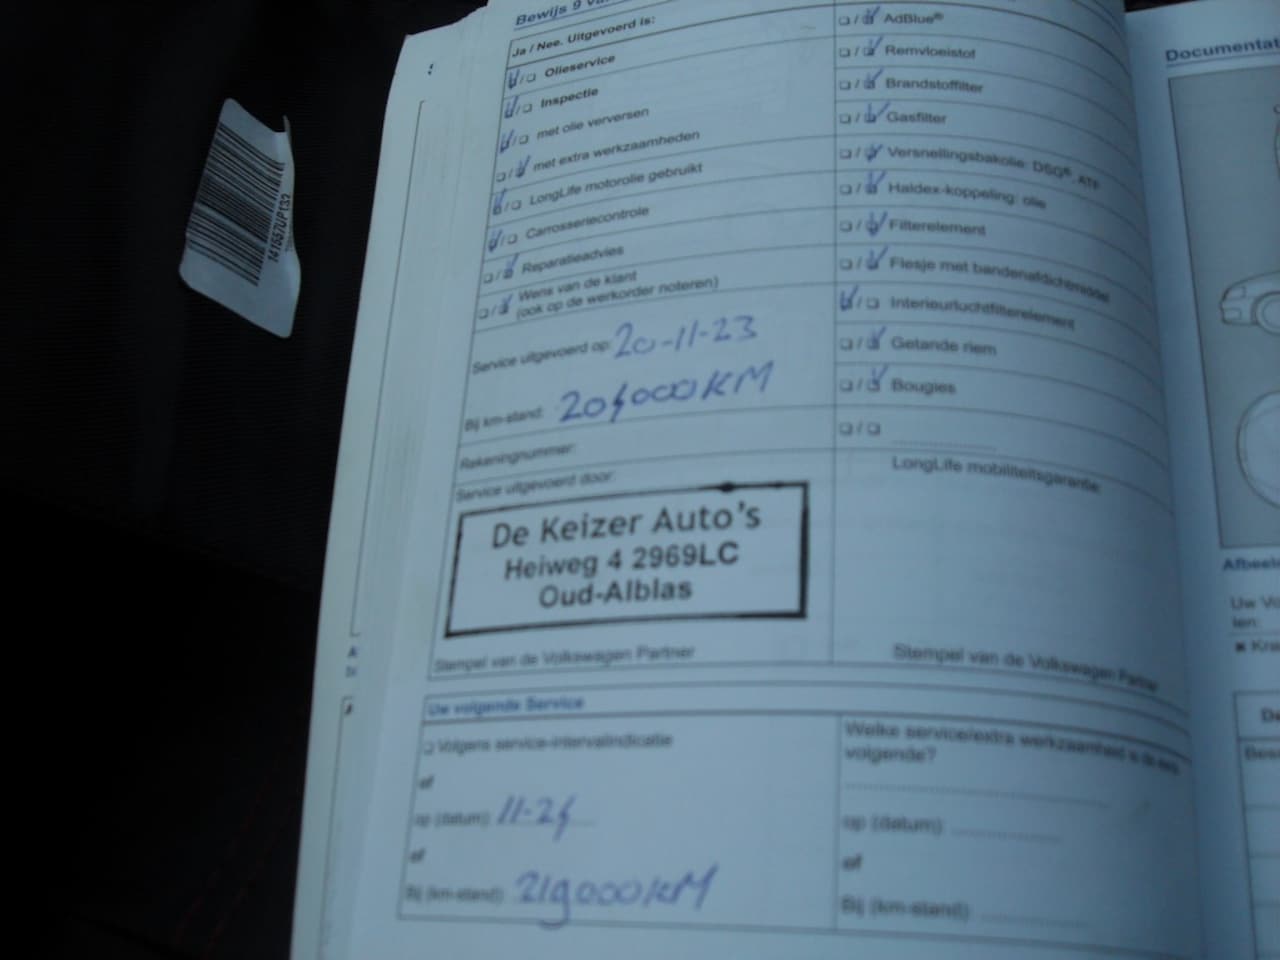 Ja / Nee. Uitgevoerd is:
Olieservice
Inspectie
met olie verversen
met extra werkzaamheden
LongLife motorolie gebruikt
Carrosseriecontrole
Reparatieadvies
Wens van de klant
(ook op de werkorder noteren)
Service uitgevoerd op: 20-11-23
Bij km-stand: 204000KM
Rekeningnummer:
Service uitgevoerd door:
De Keizer Auto's
Heiweg 4 2969LC
Oud-Alblas
Stempel van de Volkswagen Partner
AdBlue®
Remvloeistof
Brandstoffilter
Gasfilter
Versnellingsbakolie: DSG®, ATF
Haldex-koppeling: olie
Filterelement
Flesje met bandenafdichtmiddel
Interieurluchtfilterelement
Getande riem
Bougies
LongLife mobiliteitsgarantie
Stempel van de Volkswagen Partner
Uw volgende Service
Volgens service-intervalindicatie
of
op (datum): 11-24
of
Bij (km-stand): 219000KM
Welke service/extra werkzaamheid is de
volgende?
op (datum)
of
Bij (km-stand)
141557UP132